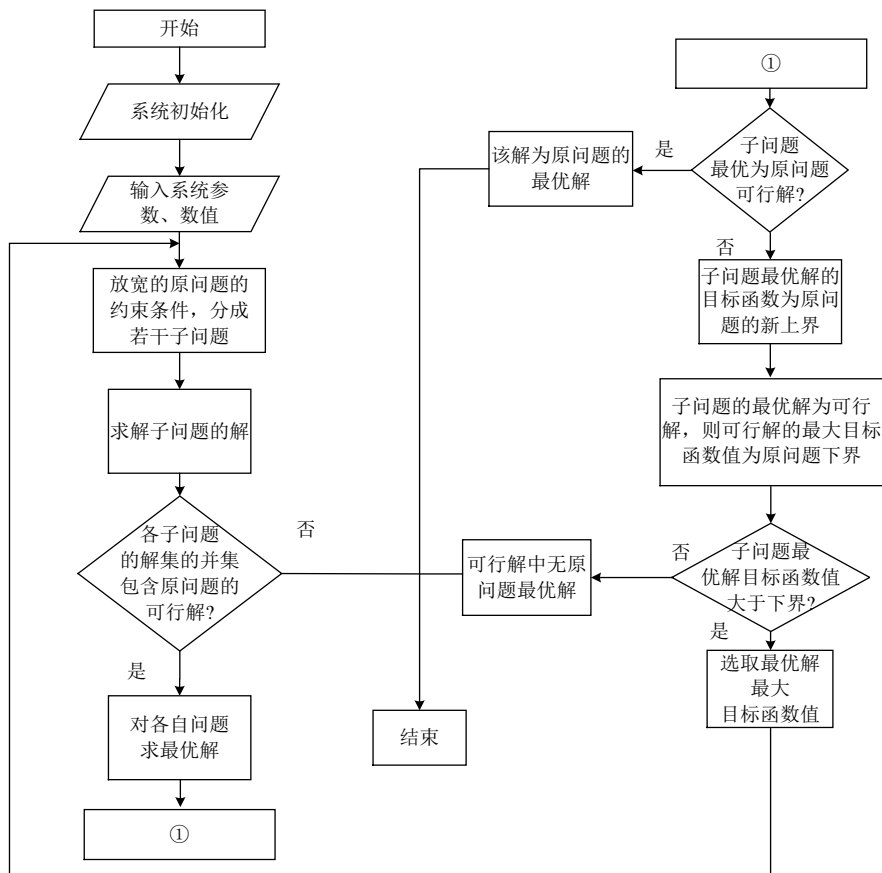 开始
系统初始化
输入系统参
数、数值
放宽的原问题的
约束条件，分成
若干子问题
求解子问题的解
各子问题
的解集的并集
包含原问题的
可行解?
否
是
对各自问题
求最优解
①
①
子问题
最优为原问题
可行解?
是
该解为原问题的
最优解
否
子问题最优解的
目标函数为原问
题的新上界
子问题的最优解为可行
解，则可行解的最大目标
函数值为原问题下界
子问题最
优解目标函数值
大于下界?
否
可行解中无原
问题最优解
是
选取最优解
最大
目标函数值
结束